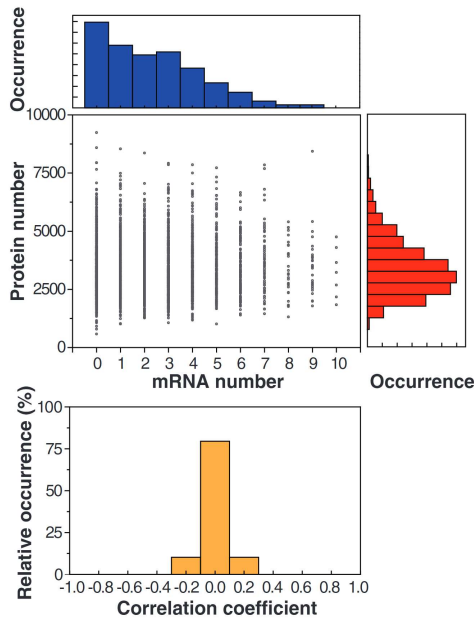 Occurrence
10000
7500
5000
2500
0
Protein number
0 1 2 3 4 5 6 7 8 9 10
mRNA number
Occurrence
100
75
50
25
0
Relative occurrence (%)
-1.0 -0.8 -0.6 -0.4 -0.2 0.0 0.2 0.4 0.6 0.8 1.0
Correlation coefficient